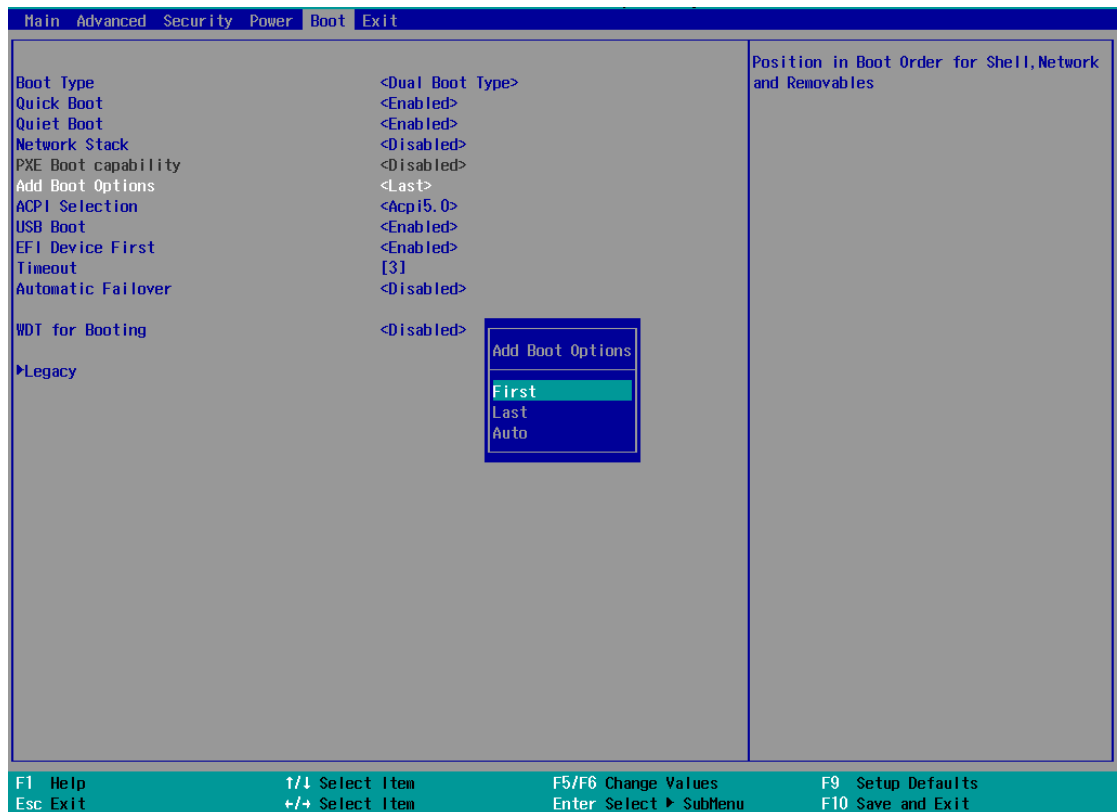 Main Advanced Security Power Boot Exit
Position in Boot Order for Shell,Network
and Removables
Boot Type <Dual Boot Type>
Quick Boot <Enabled>
Quiet Boot <Enabled>
Network Stack <Disabled>
PXE Boot capability <Disabled>
Add Boot Options <Last>
ACPI Selection <Acpi5.0>
USB Boot <Enabled>
EFI Device First <Enabled>
Timeout [3]
Automatic Failover <Disabled>
WDT for Booting <Disabled>
▶Legacy
Add Boot Options
First
Last
Auto
F1 Help ↑/↓ Select Item F5/F6 Change Values F9 Setup Defaults
Esc Exit ←/→ Select Item Enter Select ▶ SubMenu F10 Save and Exit